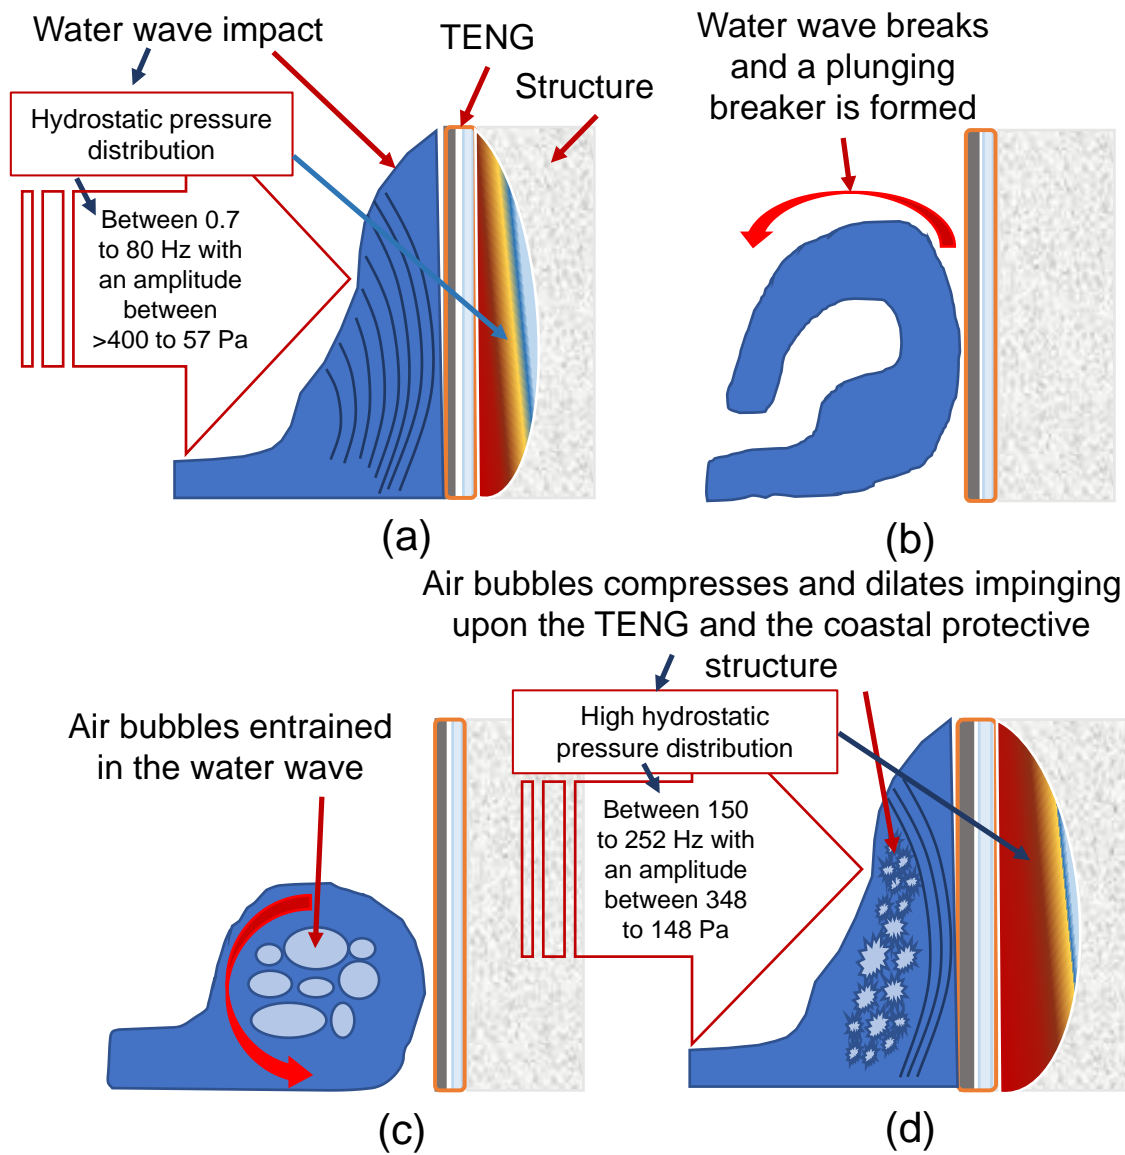 Water wave impact
TENG
Structure
Hydrostatic pressure
distribution
Between 0.7
to 80 Hz with
an amplitude
between
>400 to 57 Pa
(a)
Water wave breaks
and a plunging
breaker is formed
(b)
Air bubbles entrained
in the water wave
(c)
Air bubbles compresses and dilates impinging
upon the TENG and the coastal protective
structure
High hydrostatic
pressure distribution
Between 150
to 252 Hz with
an amplitude
between 348
to 148 Pa
(d)